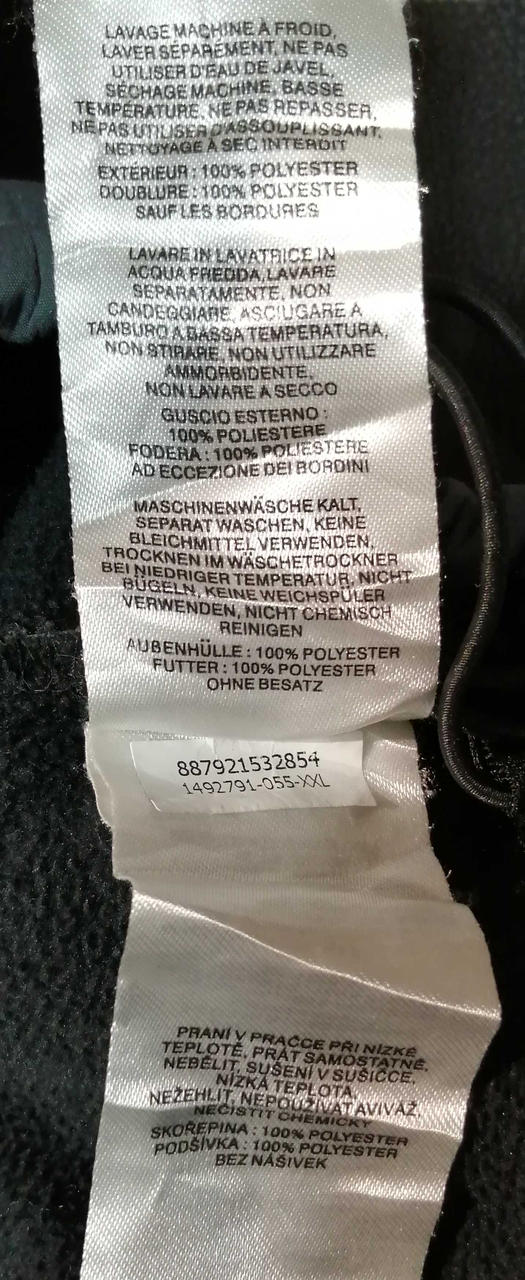 LAVAGE MACHINE À FROID,
LAVER SÉPARÉMENT, NE PAS
UTILISER D'EAU DE JAVEL,
SÉCHAGE MACHINE, BASSE
TEMPÉRATURE, NE PAS REPASSER,
NE PAS UTILISER D'ASSOUPLISSANT,
NETTOYAGE À SEC INTERDIT
EXTERIEUR : 100% POLYESTER
DOUBLURE : 100% POLYESTER
SAUF LES BORDURES
LAVARE IN LAVATRICE IN
ACQUA FREDDA, LAVARE
SEPARATAMENTE, NON
CANDEGGIARE, ASCIUGARE A
TAMBURO A BASSA TEMPERATURA,
NON STIRARE, NON UTILIZZARE
AMMORBIDENTE,
NON LAVARE A SECCO
GUSCIO ESTERNO :
100% POLIESTERE
FODERA : 100% POLIESTERE
AD ECCEZIONE DEI BORDINI
MASCHINENWÄSCHE KALT,
SEPARAT WASCHEN, KEINE
BLEICHMITTEL VERWENDEN,
TROCKNEN IM WÄSCHETROCKNER
BEI NIEDRIGER TEMPERATUR, NICHT
BÜGELN, KEINE WEICHSPÜLER
VERWENDEN, NICHT CHEMISCH
REINIGEN
AUBENHÜLLE : 100% POLYESTER
FUTTER : 100% POLYESTER
OHNE BESATZ
887921532854
1492791-055-XXL
PRANÍ V PRAČCE PŘI NÍZKÉ
TEPLOTĚ, PRÁT SAMOSTATNĚ,
NEBĚLIT, SUŠENÍ V SUŠIČCE,
NÍZKÁ TEPLOTA,
NEŽEHLIT, NEPOUŽÍVAT AVIVÁŽ,
NEČISTIT CHEMICKY
SKOŘEPINA : 100% POLYESTER
PODŠÍVKA : 100% POLYESTER
BEZ NÁŠIVEK